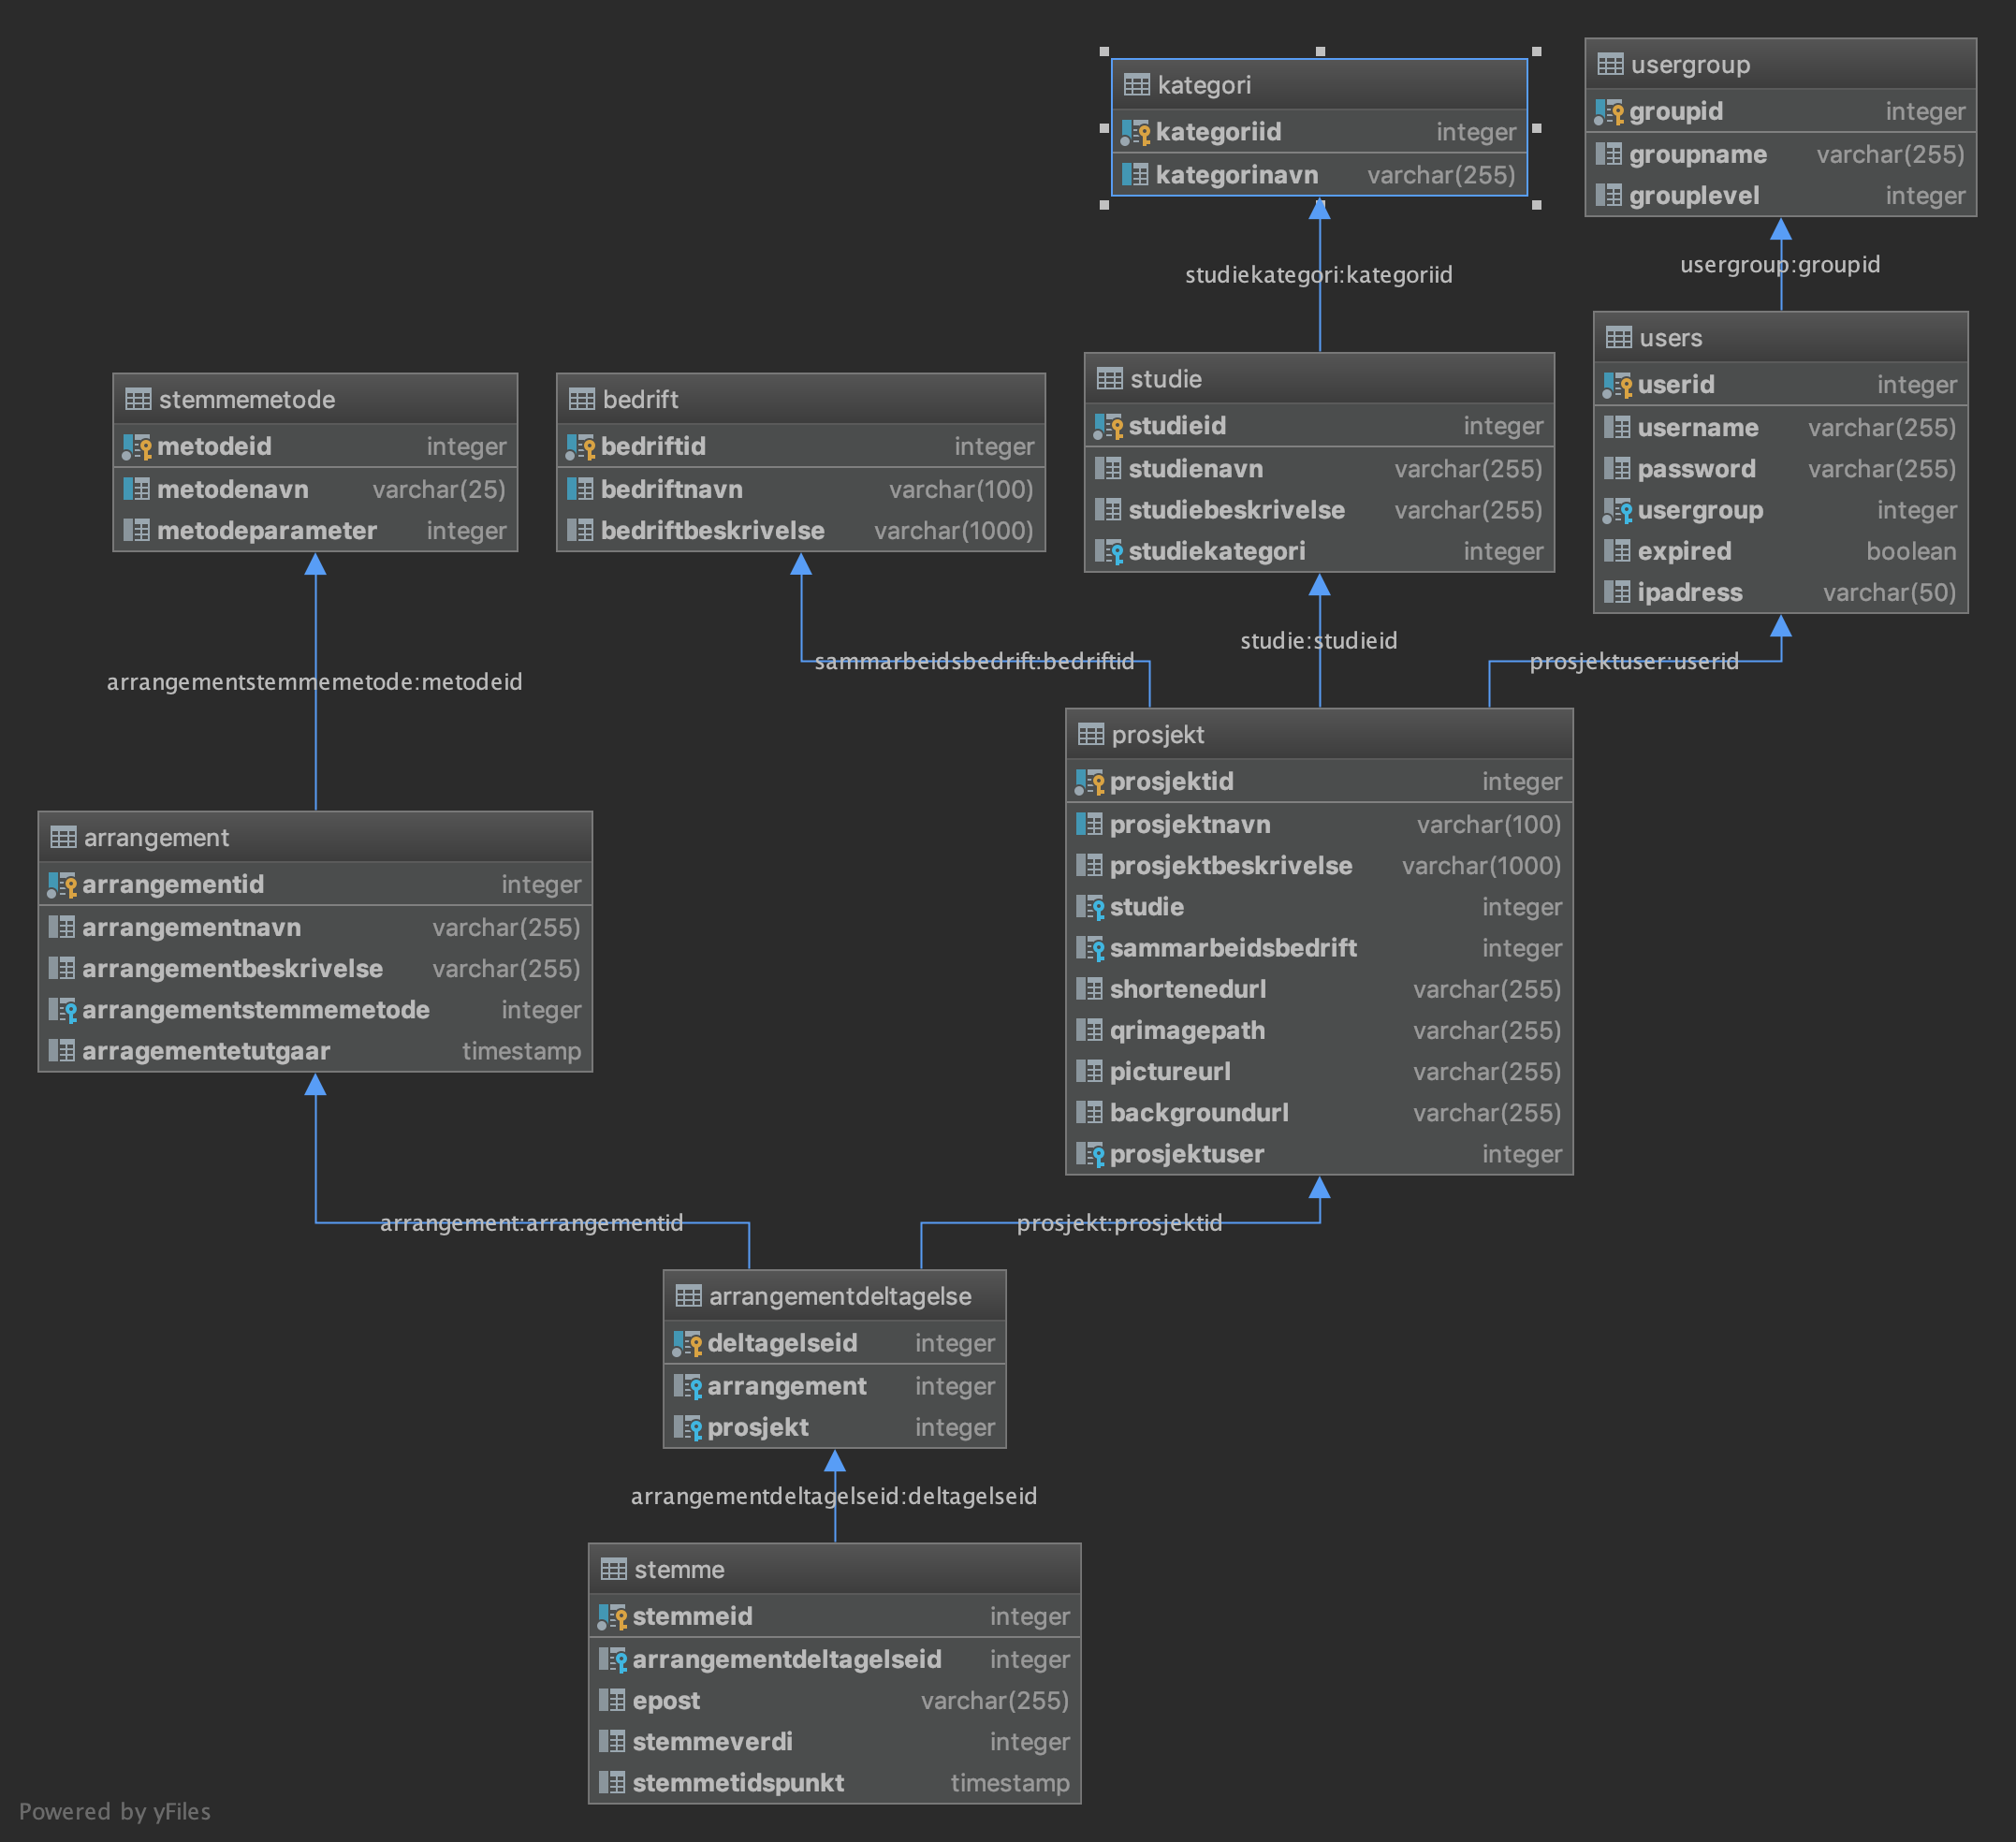 kategori
kategoriid integer
kategorinavn varchar(255)
usergroup
groupid integer
groupname varchar(255)
grouplevel integer
studiekategori:kategoriid
usergroup:groupid
stemmemetode
metodeid integer
metodenavn varchar(25)
metodeparameter integer
bedrift
bedriftid integer
bedriftnavn varchar(100)
bedriftbeskrivelse varchar(1000)
studie
studieid integer
studienavn varchar(255)
studiebeskrivelse varchar(255)
studiekategori integer
users
userid integer
username varchar(255)
password varchar(255)
usergroup integer
expired boolean
ipadress varchar(50)
arrangementstemmemetode:metodeid
sammarbeidsbedrift:bedriftid
studie:studieid
prosjektuser:userid
arrangement
arrangementid integer
arrangementnavn varchar(255)
arrangementbeskrivelse varchar(255)
arrangementstemmemetode integer
arragementetutgaar timestamp
prosjekt
prosjektid integer
prosjektnavn varchar(100)
prosjektbeskrivelse varchar(1000)
studie integer
sammarbeidsbedrift integer
shortenedurl varchar(255)
qrimagepath varchar(255)
pictureurl varchar(255)
backgroundurl varchar(255)
prosjektuser integer
arrangement:arrangementid
prosjekt:prosjektid
arrangementdeltagelse
deltagelseid integer
arrangement integer
prosjekt integer
arrangementdeltagelseid:deltagelseid
stemme
stemmeid integer
arrangementdeltagelseid integer
epost varchar(255)
stemmeverdi integer
stemmetidspunkt timestamp
Powered by yFiles